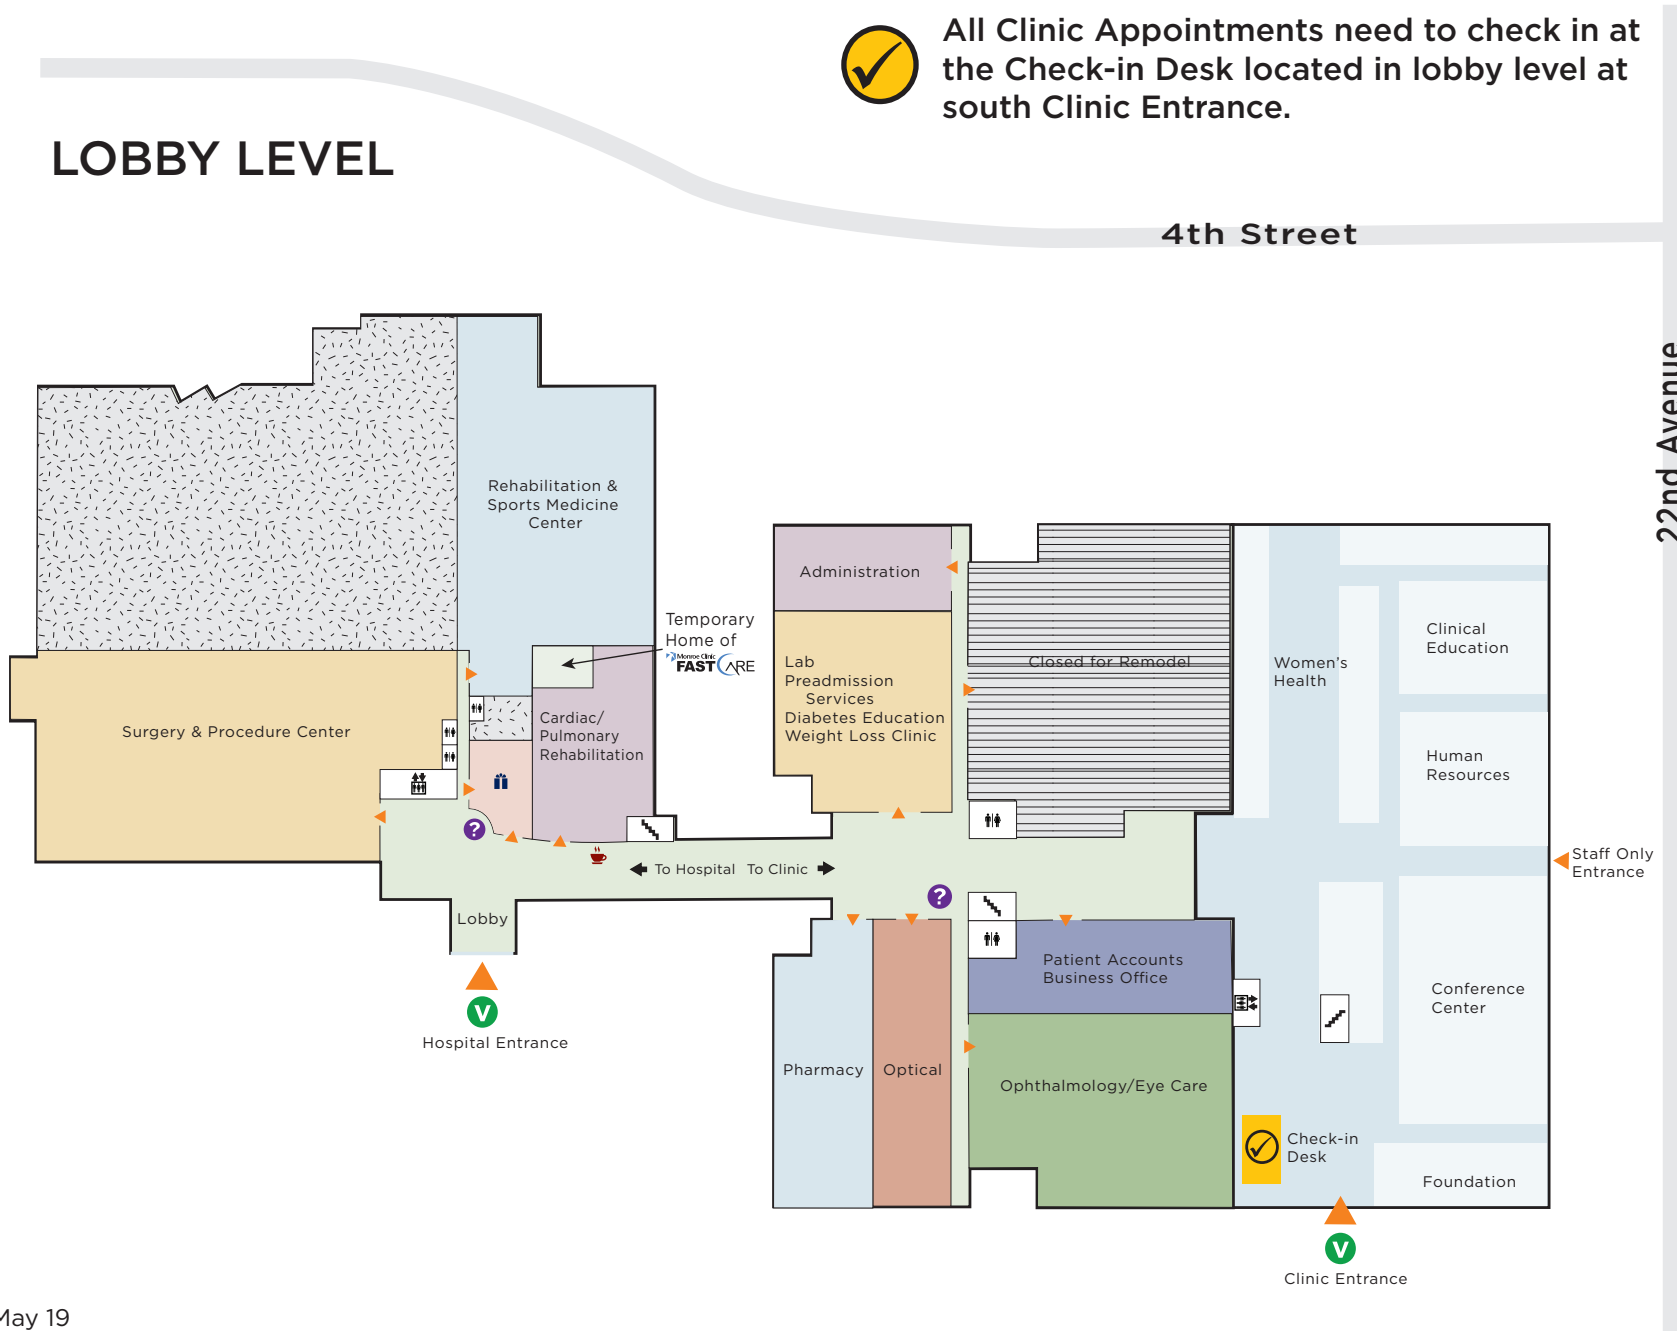 All Clinic Appointments need to check in at
the Check-in Desk located in lobby level at
south Clinic Entrance.
LOBBY LEVEL
4th Street
22nd Avenue
Rehabilitation &
Sports Medicine
Center
Temporary
Home of
Monroe Clinic
FAST CARE
Surgery & Procedure Center
Cardiac/
Pulmonary
Rehabilitation
?
To Hospital To Clinic
Lobby
V
Hospital Entrance
Administration
Lab
Preadmission
Services
Diabetes Education
Weight Loss Clinic
Closed for Remodel
Women's
Health
Clinical
Education
Human
Resources
Staff Only
Entrance
?
Patient Accounts
Business Office
Conference
Center
Pharmacy
Optical
Ophthalmology/Eye Care
Check-in
Desk
Foundation
V
Clinic Entrance
May 19